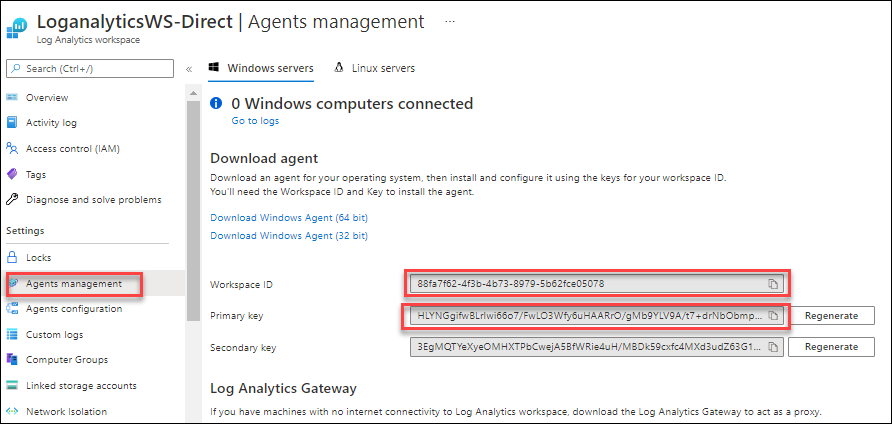 LoganalyticsWS-Direct | Agents management ...
Log Analytics workspace
Search (Ctrl+/)
«
Overview
Activity log
Access control (IAM)
Tags
Diagnose and solve problems
Settings
Locks
Agents management
Agents configuration
Custom logs
Computer Groups
Linked storage accounts
Network Isolation
Windows servers
Linux servers
0 Windows computers connected
Go to logs
Download agent
Download an agent for your operating system, then install and configure it using the keys for your workspace ID.
You'll need the Workspace ID and Key to install the agent.
Download Windows Agent (64 bit)
Download Windows Agent (32 bit)
Workspace ID 88fa7f62-4f3b-4b73-8979-5b62fce05078
Primary key HLYNGgifwBLrIwi66o7/FwLO3Wfy6uHAARrO/gMb9YLV9A/t7+drNbObmp... Regenerate
Secondary key 3EgMQTYeXyeOMHXTPbCwejA5BfWRie4uH/MBDk59cxfc4MXd3udZ63G1... Regenerate
Log Analytics Gateway
If you have machines with no internet connectivity to Log Analytics workspace, download the Log Analytics Gateway to act as a proxy.